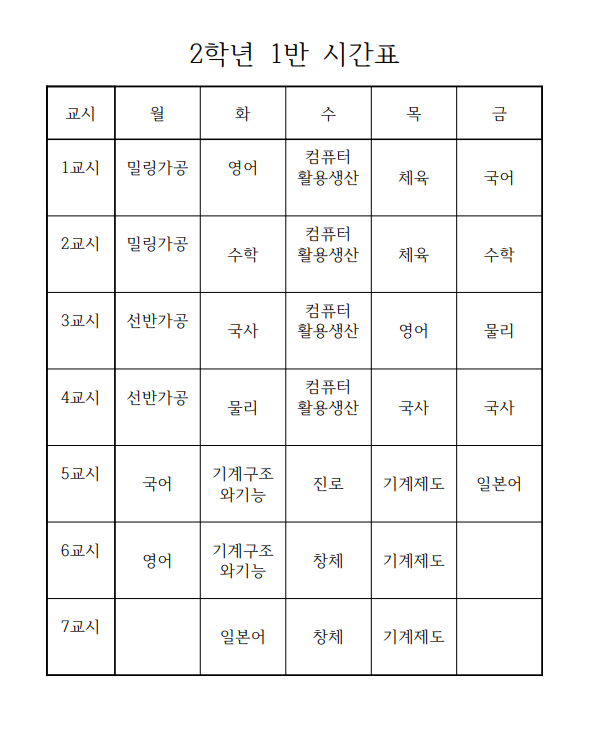 2학년 1반 시간표
교시 월 화 수 목 금
1교시 밀링가공 영어 컴퓨터 활용생산 체육 국어
2교시 밀링가공 수학 컴퓨터 활용생산 체육 수학
3교시 선반가공 국사 컴퓨터 활용생산 영어 물리
4교시 선반가공 물리 컴퓨터 활용생산 국사 국사
5교시 국어 기계구조와기능 진로 기계제도 일본어
6교시 영어 기계구조와기능 창체 기계제도
7교시 일본어 창체 기계제도